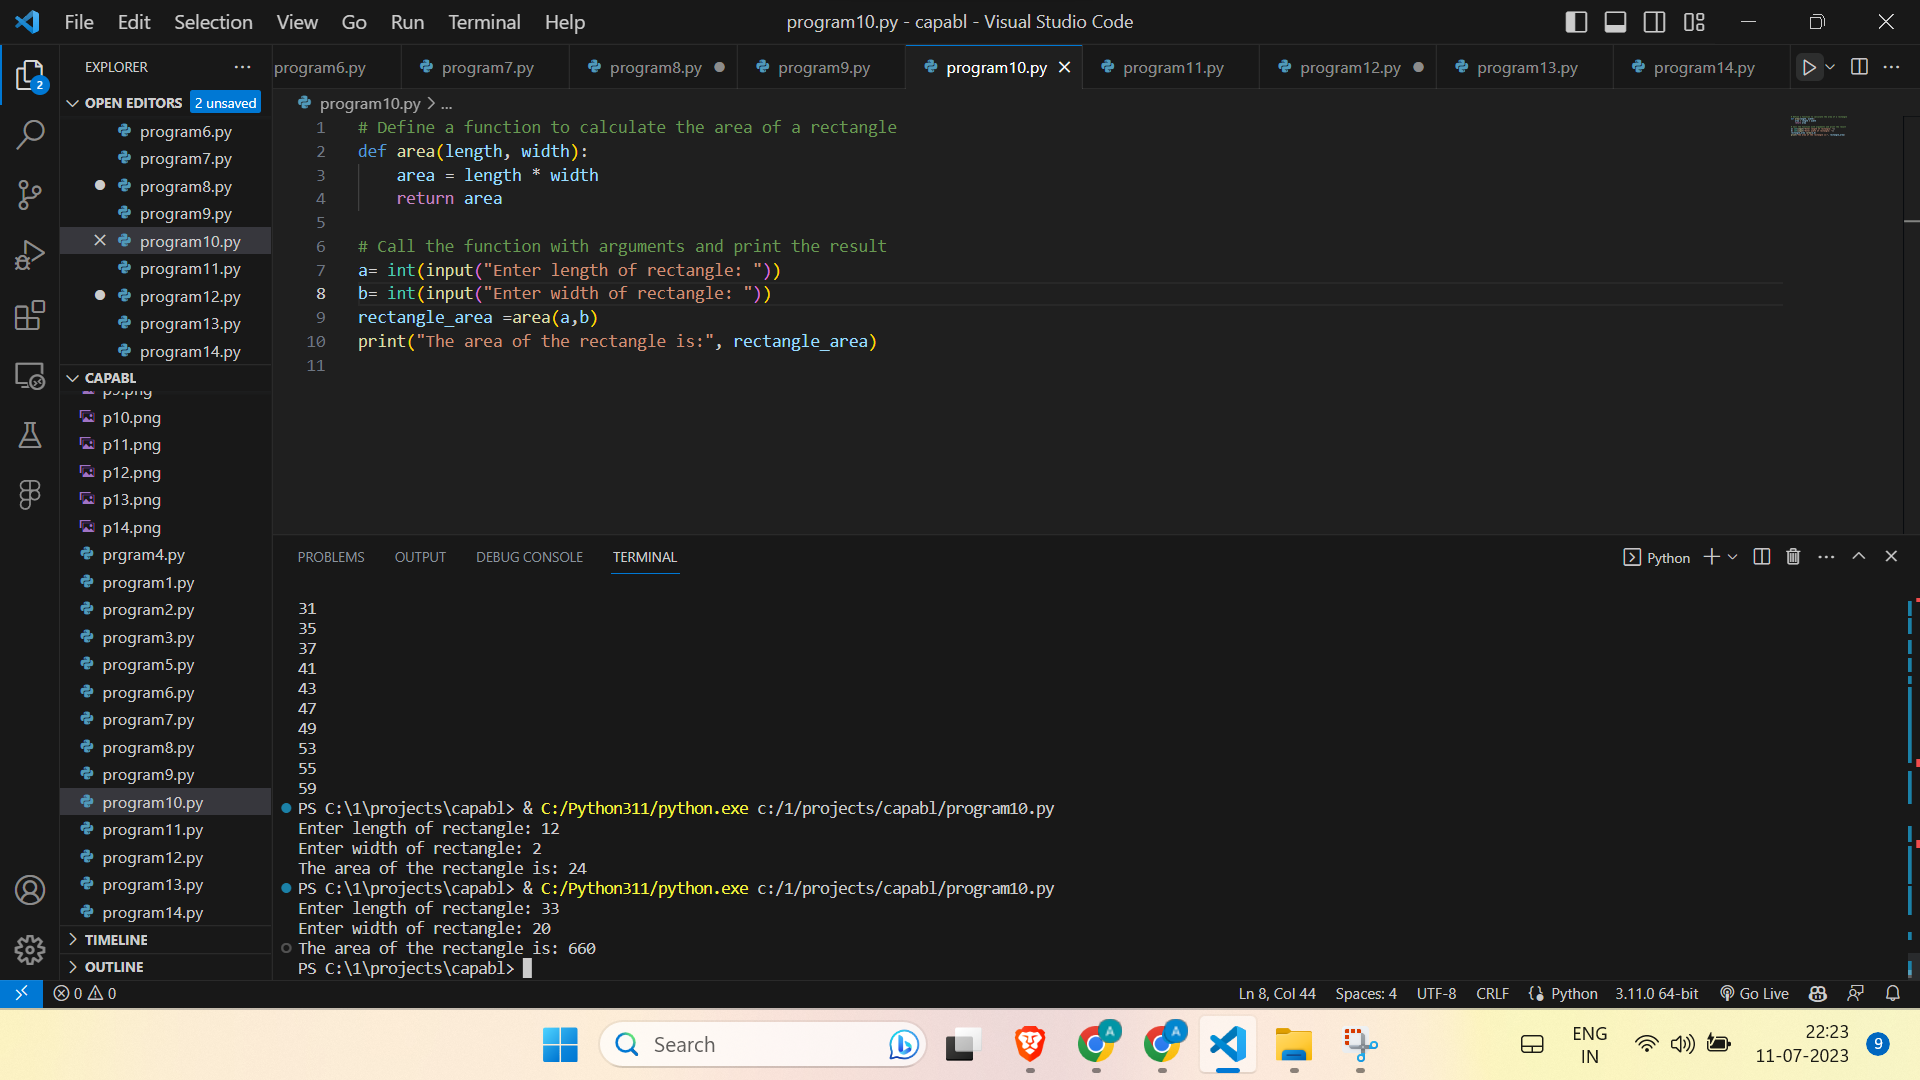 File Edit Selection View Go Run Terminal Help
program10.py - capabl - Visual Studio Code
EXPLORER
program6.py program7.py program8.py program9.py program10.py program11.py program12.py program13.py program14.py
2
OPEN EDITORS 2 unsaved
program6.py
program7.py
program8.py
program9.py
program10.py
program11.py
program12.py
program13.py
program14.py
CAPABL
p9.png
p10.png
p11.png
p12.png
p13.png
p14.png
prgram4.py
program1.py
program2.py
program3.py
program5.py
program6.py
program7.py
program8.py
program9.py
program10.py
program11.py
program12.py
program13.py
program14.py
TIMELINE
OUTLINE
program10.py > ...
1 # Define a function to calculate the area of a rectangle
2 def area(length, width):
3     area = length * width
4     return area
5
6 # Call the function with arguments and print the result
7 a= int(input("Enter length of rectangle: "))
8 b= int(input("Enter width of rectangle: "))
9 rectangle_area =area(a,b)
10 print("The area of the rectangle is:", rectangle_area)
11
PROBLEMS OUTPUT DEBUG CONSOLE TERMINAL
Python
31
35
37
41
43
47
49
53
55
59
PS C:\1\projects\capabl> & C:/Python311/python.exe c:/1/projects/capabl/program10.py
Enter length of rectangle: 12
Enter width of rectangle: 2
The area of the rectangle is: 24
PS C:\1\projects\capabl> & C:/Python311/python.exe c:/1/projects/capabl/program10.py
Enter length of rectangle: 33
Enter width of rectangle: 20
The area of the rectangle is: 660
PS C:\1\projects\capabl>
0 0
Ln 8, Col 44 Spaces: 4 UTF-8 CRLF Python 3.11.0 64-bit Go Live
Search
A
A
ENG
IN
22:23
11-07-2023
9